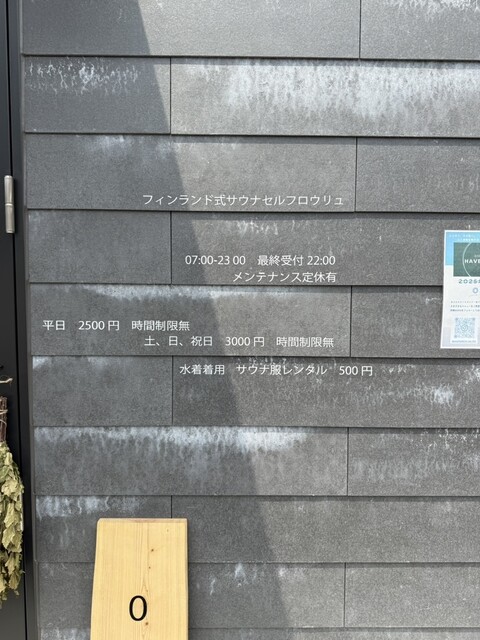 フィンランド式サウナセルフロウリュ
07:00-23 00　最終受付 22:00
メンテナンス定休有
平日　2500 円　時間制限無
土、日、祝日　3000 円　時間制限無
水着着用　サウナ服レンタル　500 円
HAVE
2026
O